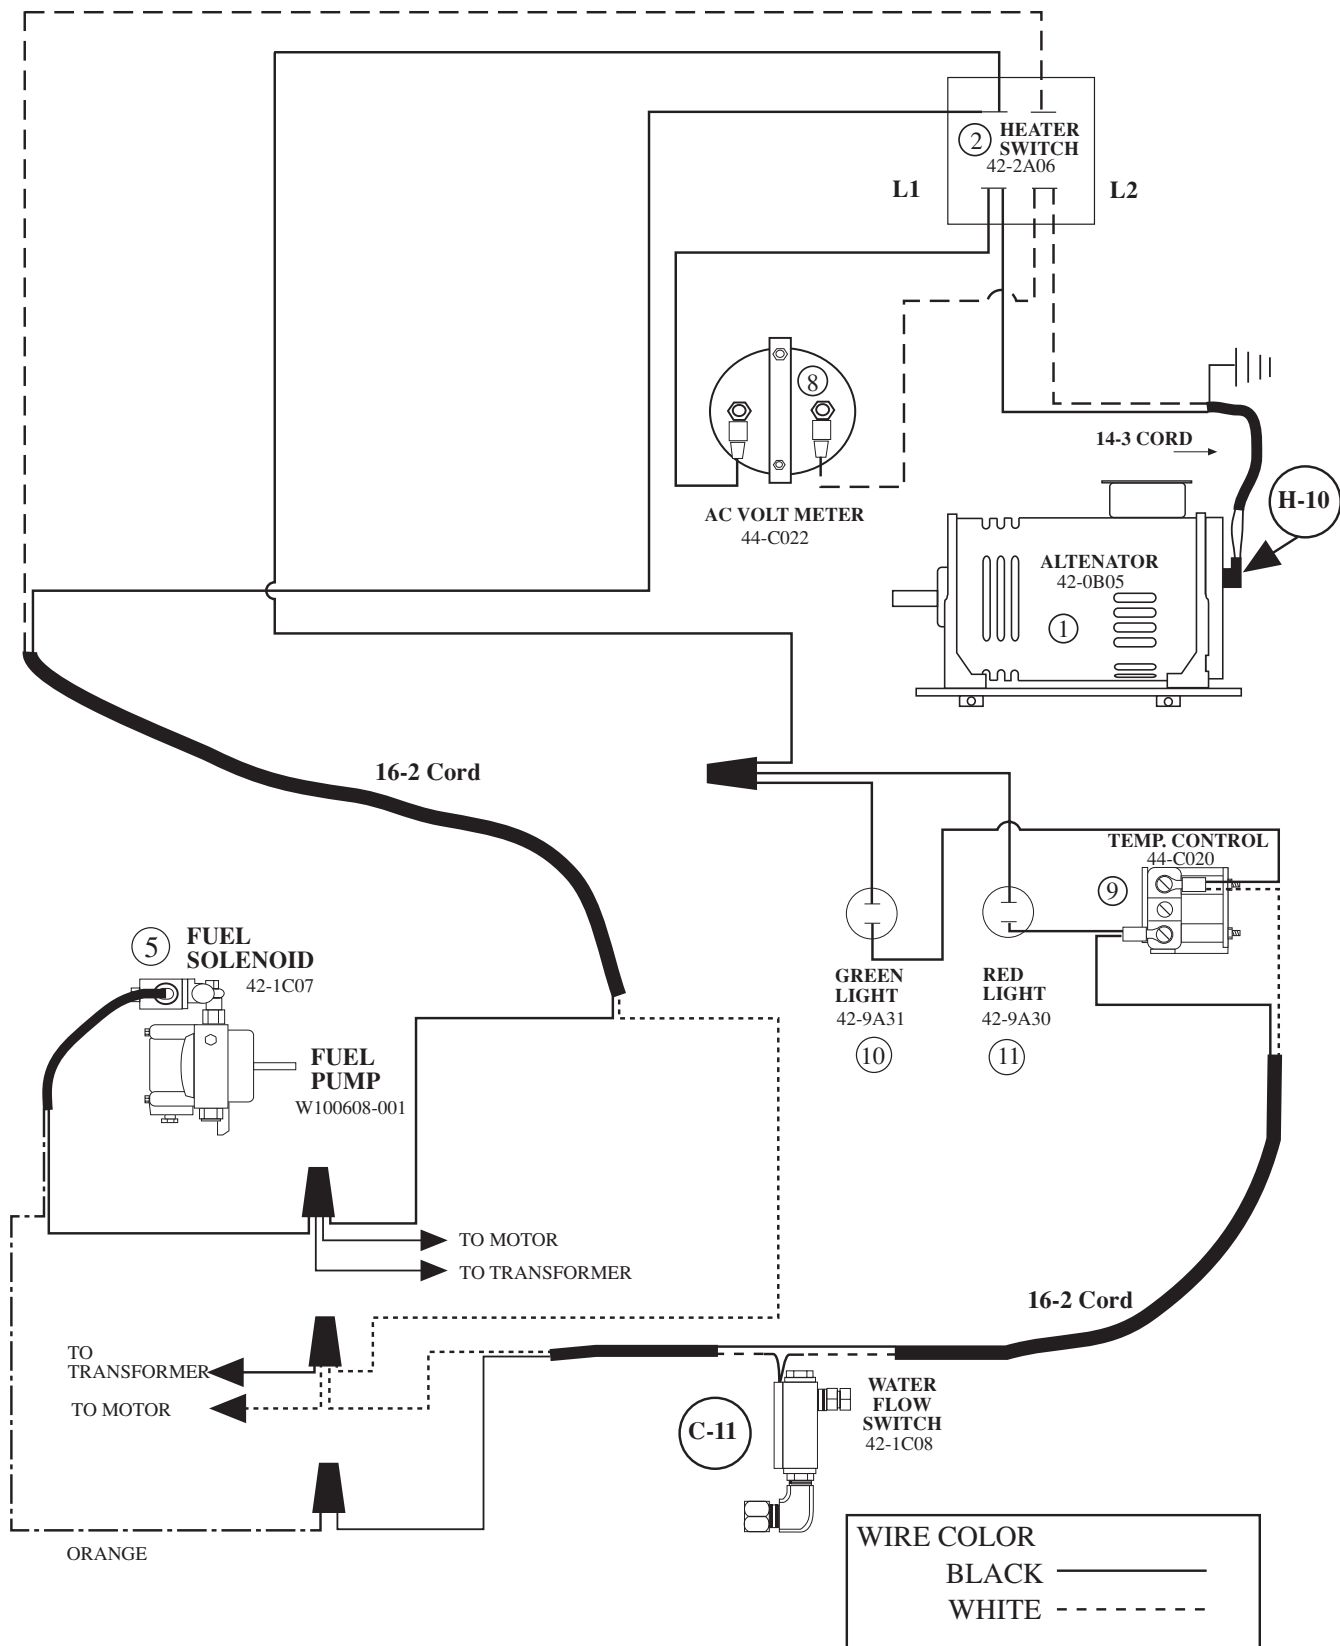 2
HEATER
SWITCH
42-2A06
L1
L2
8
14-3 CORD
AC VOLT METER
44-C022
H-10
ALTENATOR
42-0B05
1
16-2 Cord
TEMP. CONTROL
44-C020
9
5
FUEL
SOLENOID
42-1C07
GREEN
LIGHT
42-9A31
10
RED
LIGHT
42-9A30
11
FUEL
PUMP
W100608-001
TO MOTOR
TO TRANSFORMER
16-2 Cord
TO
TRANSFORMER
TO MOTOR
C-11
WATER
FLOW
SWITCH
42-1C08
ORANGE
WIRE COLOR
BLACK
WHITE